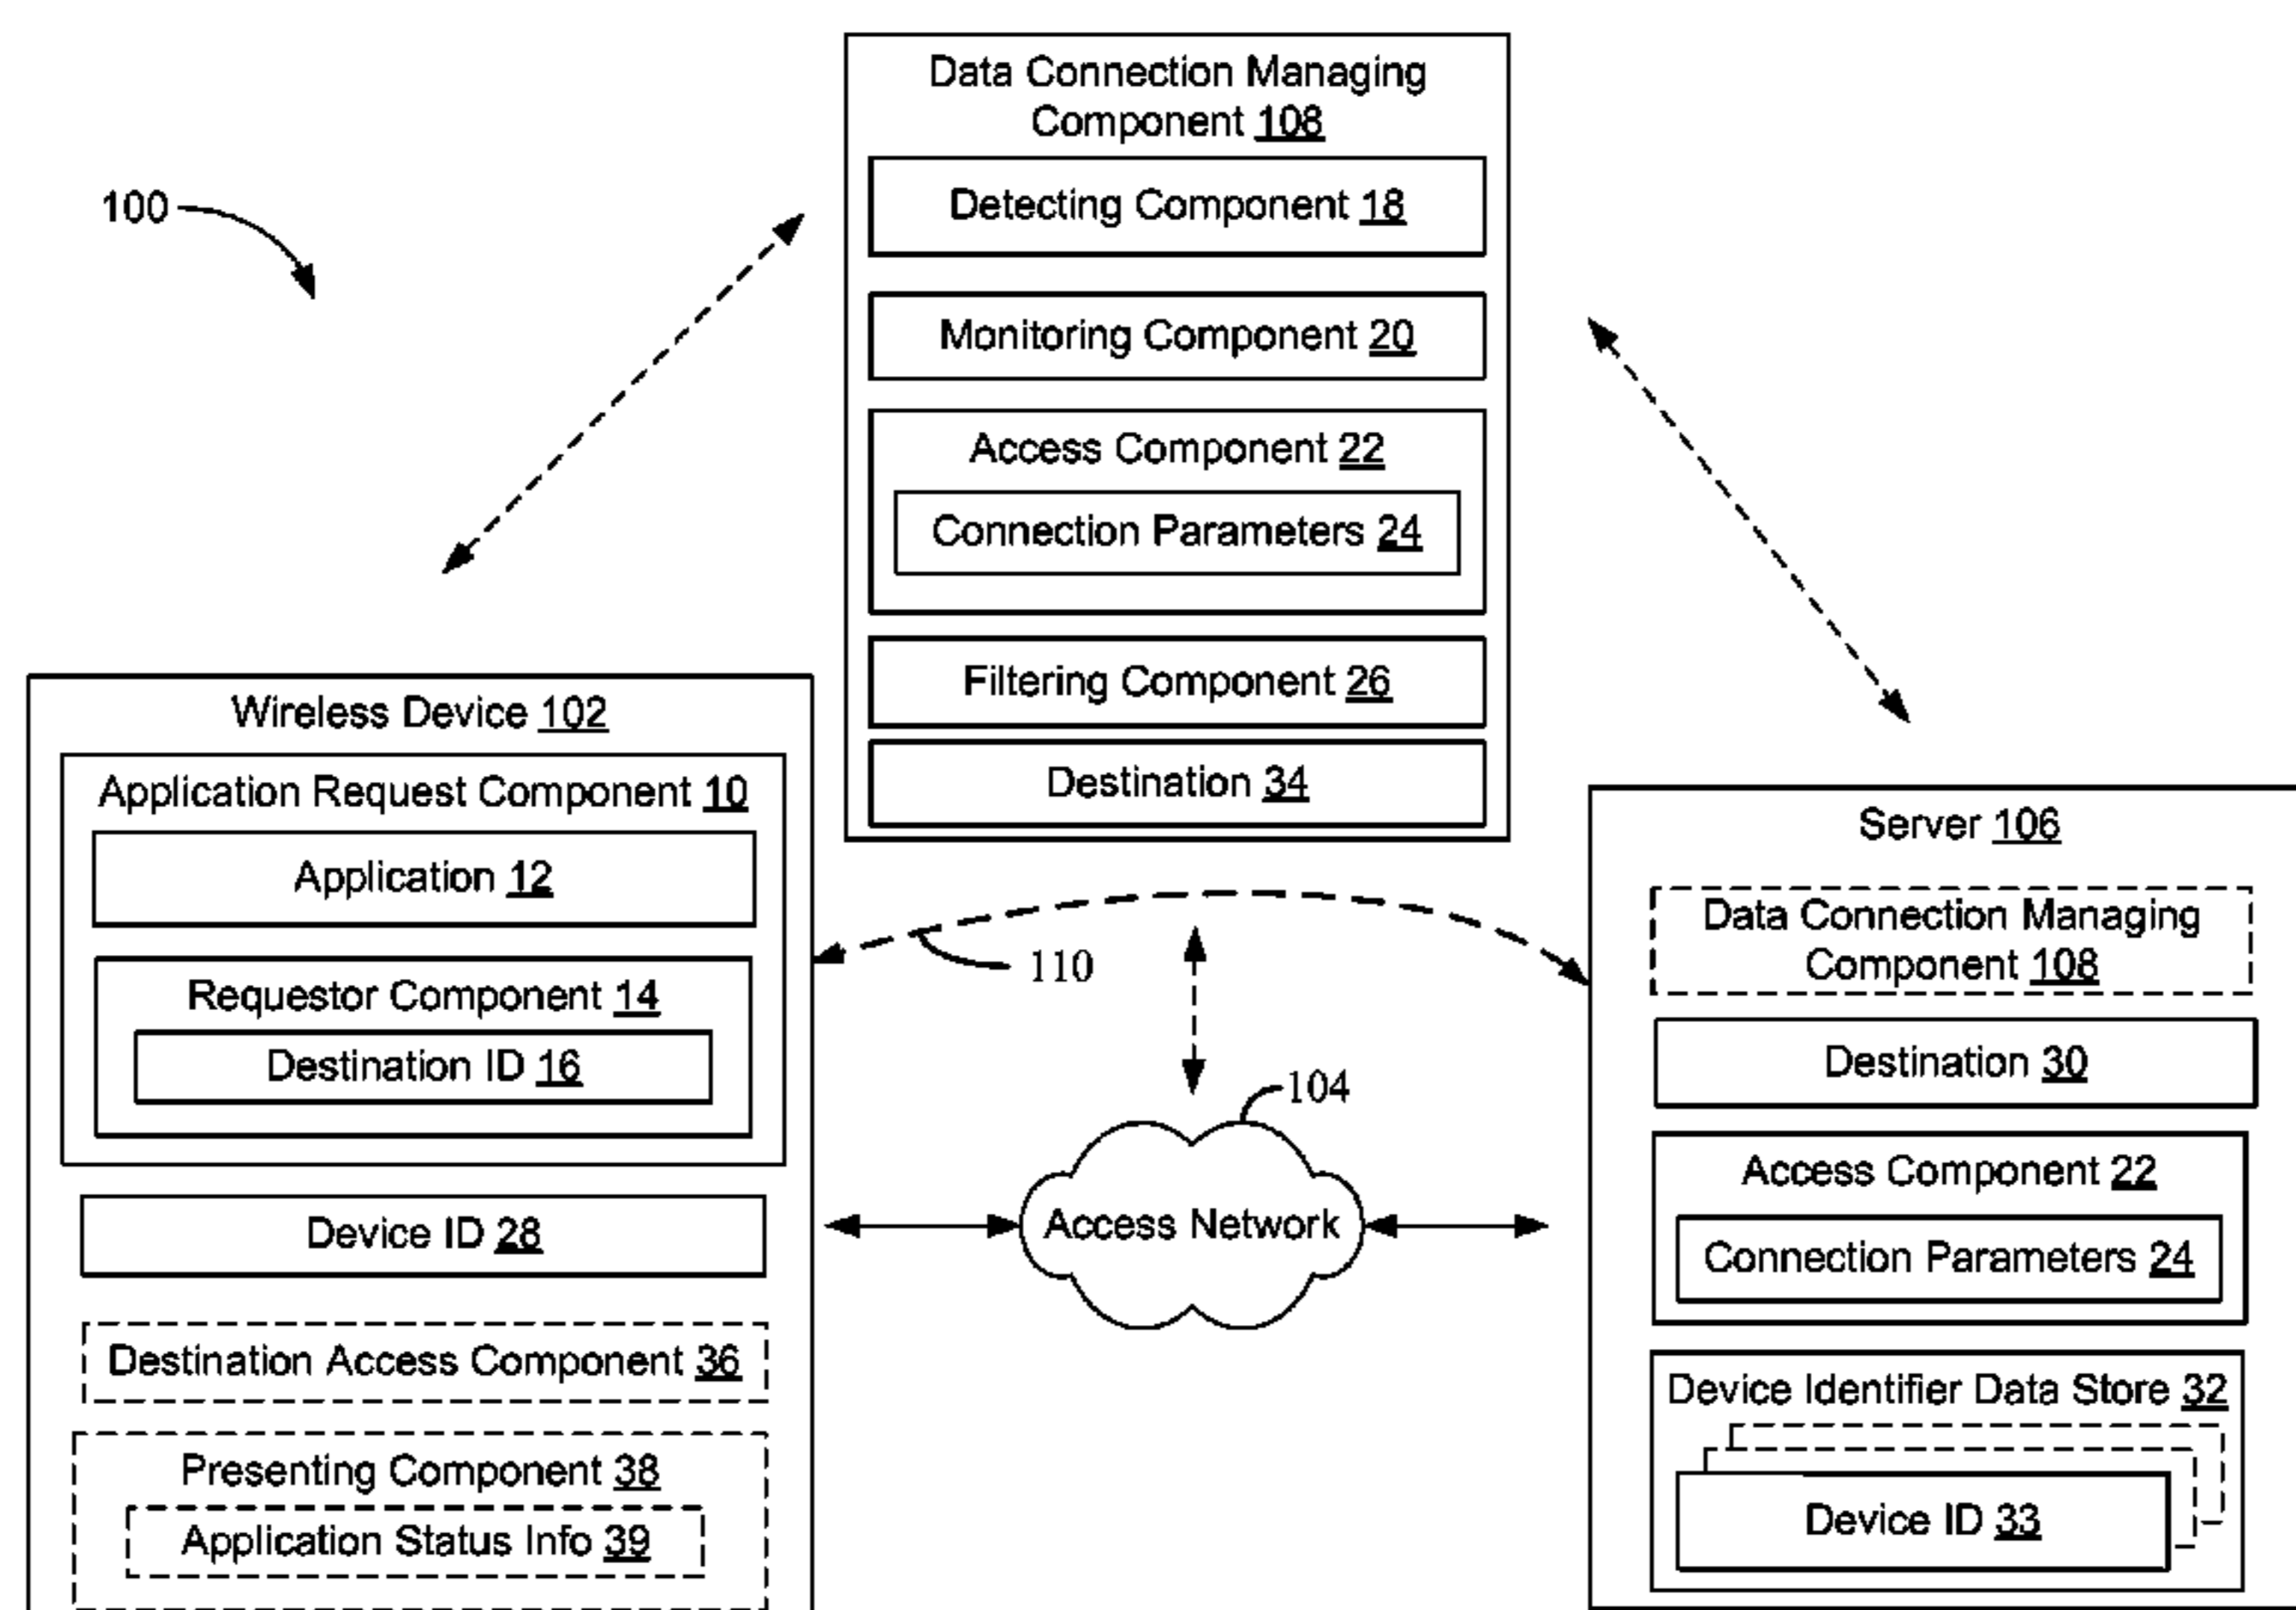 100
Data Connection Managing
Component 108
Detecting Component 18
Monitoring Component 20
Access Component 22
Connection Parameters 24
Filtering Component 26
Destination 34
Wireless Device 102
Application Request Component 10
Application 12
Requestor Component 14
Destination ID 16
Device ID 28
Destination Access Component 36
Presenting Component 38
Application Status Info 39
110
104
Access Network
Server 106
Data Connection Managing
Component 108
Destination 30
Access Component 22
Connection Parameters 24
Device Identifier Data Store 32
Device ID 33